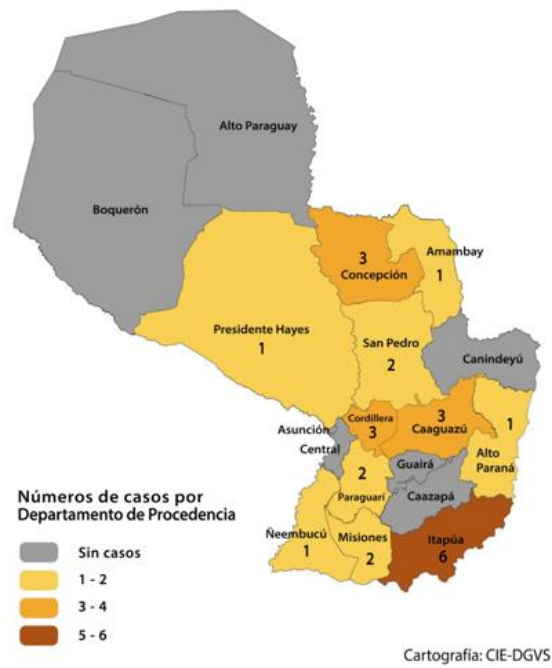 Alto Paraguay
Boquerón
3
Concepción
Amambay
1
Presidente Hayes
1
San Pedro
2
Canindeyú
Asunción
Central
Cordillera
3
3
Caaguazú
1
Alto
Paraná
2
Paraguarí
Guairá
Caazapá
Ñeembucú
1
Misiones
2
Itapúa
6
Números de casos por
Departamento de Procedencia
Sin casos
1 - 2
3 - 4
5 - 6
Cartografía: CIE-DGVS